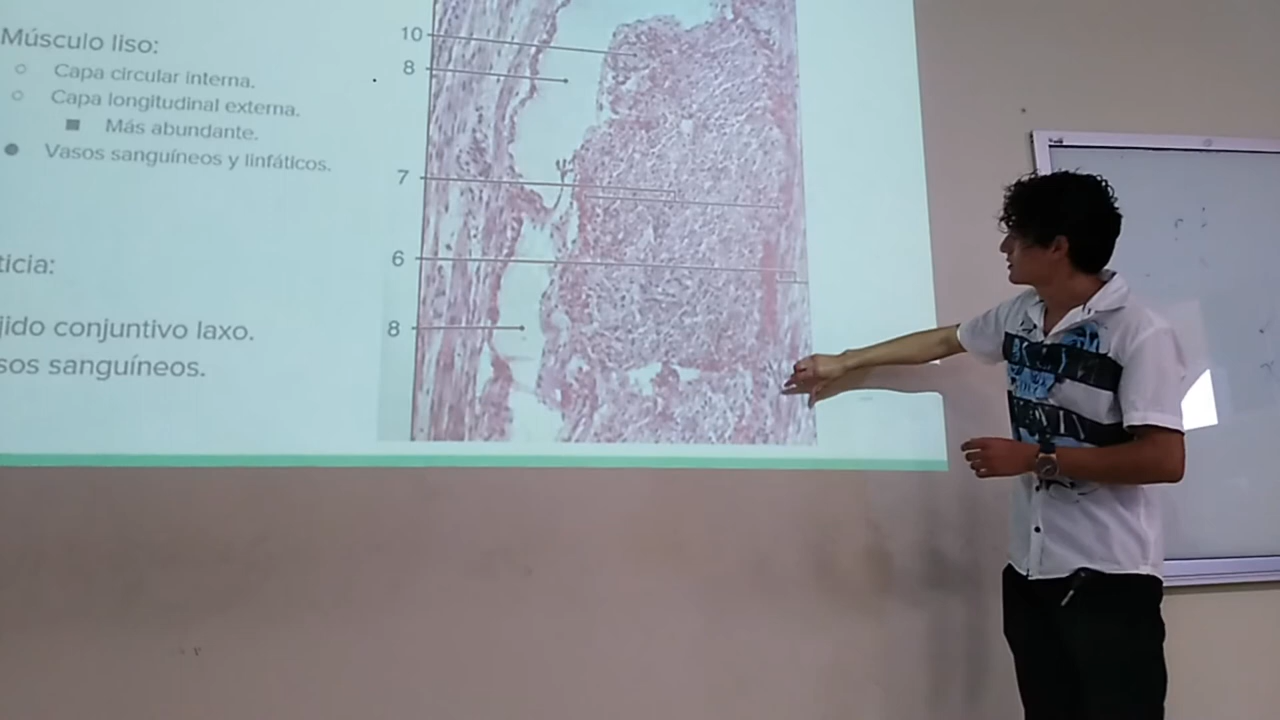 Músculo liso:
Capa circular interna.
Capa longitudinal externa.
Más abundante.
Vasos sanguíneos y linfáticos.
ticia:
jido conjuntivo laxo.
sos sanguíneos.
10
8
7
6
8